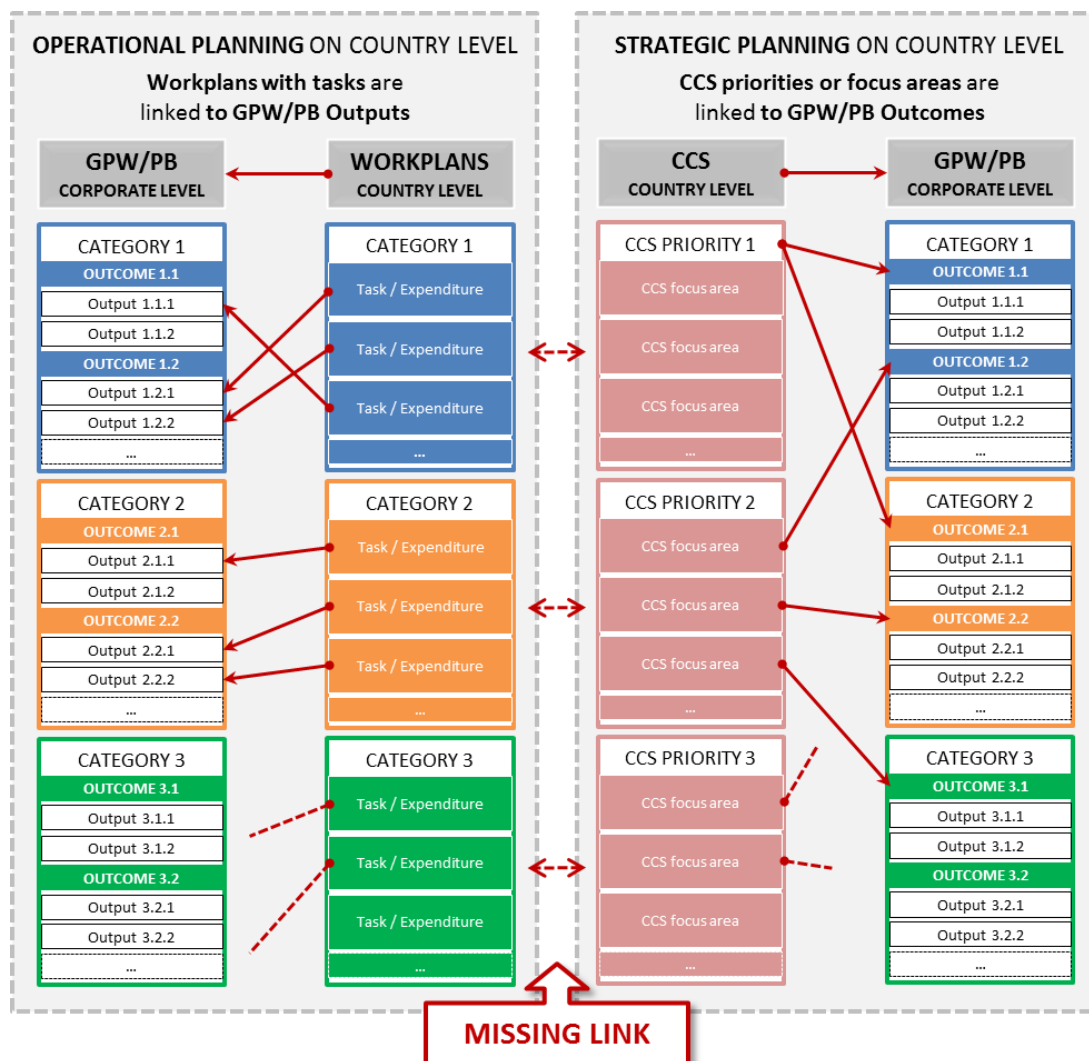 OPERATIONAL PLANNING ON COUNTRY LEVEL
Workplans with tasks are
linked to GPW/PB Outputs
GPW/PB
CORPORATE LEVEL
WORKPLANS
COUNTRY LEVEL
CATEGORY 1
OUTCOME 1.1
Output 1.1.1
Output 1.1.2
OUTCOME 1.2
Output 1.2.1
Output 1.2.2
...
CATEGORY 1
Task / Expenditure
Task / Expenditure
Task / Expenditure
...
CATEGORY 2
OUTCOME 2.1
Output 2.1.1
Output 2.1.2
OUTCOME 2.2
Output 2.2.1
Output 2.2.2
...
CATEGORY 2
Task / Expenditure
Task / Expenditure
Task / Expenditure
...
CATEGORY 3
OUTCOME 3.1
Output 3.1.1
Output 3.1.2
OUTCOME 3.2
Output 3.2.1
Output 3.2.2
...
CATEGORY 3
Task / Expenditure
Task / Expenditure
Task / Expenditure
...
STRATEGIC PLANNING ON COUNTRY LEVEL
CCS priorities or focus areas are
linked to GPW/PB Outcomes
CCS
COUNTRY LEVEL
GPW/PB
CORPORATE LEVEL
CCS PRIORITY 1
CCS focus area
CCS focus area
CCS focus area
...
CATEGORY 1
OUTCOME 1.1
Output 1.1.1
Output 1.1.2
OUTCOME 1.2
Output 1.2.1
Output 1.2.2
...
CCS PRIORITY 2
CCS focus area
CCS focus area
CCS focus area
...
CATEGORY 2
OUTCOME 2.1
Output 2.1.1
Output 2.1.2
OUTCOME 2.2
Output 2.2.1
Output 2.2.2
...
CCS PRIORITY 3
CCS focus area
CCS focus area
CCS focus area
...
CATEGORY 3
OUTCOME 3.1
Output 3.1.1
Output 3.1.2
OUTCOME 3.2
Output 3.2.1
Output 3.2.2
...
MISSING LINK